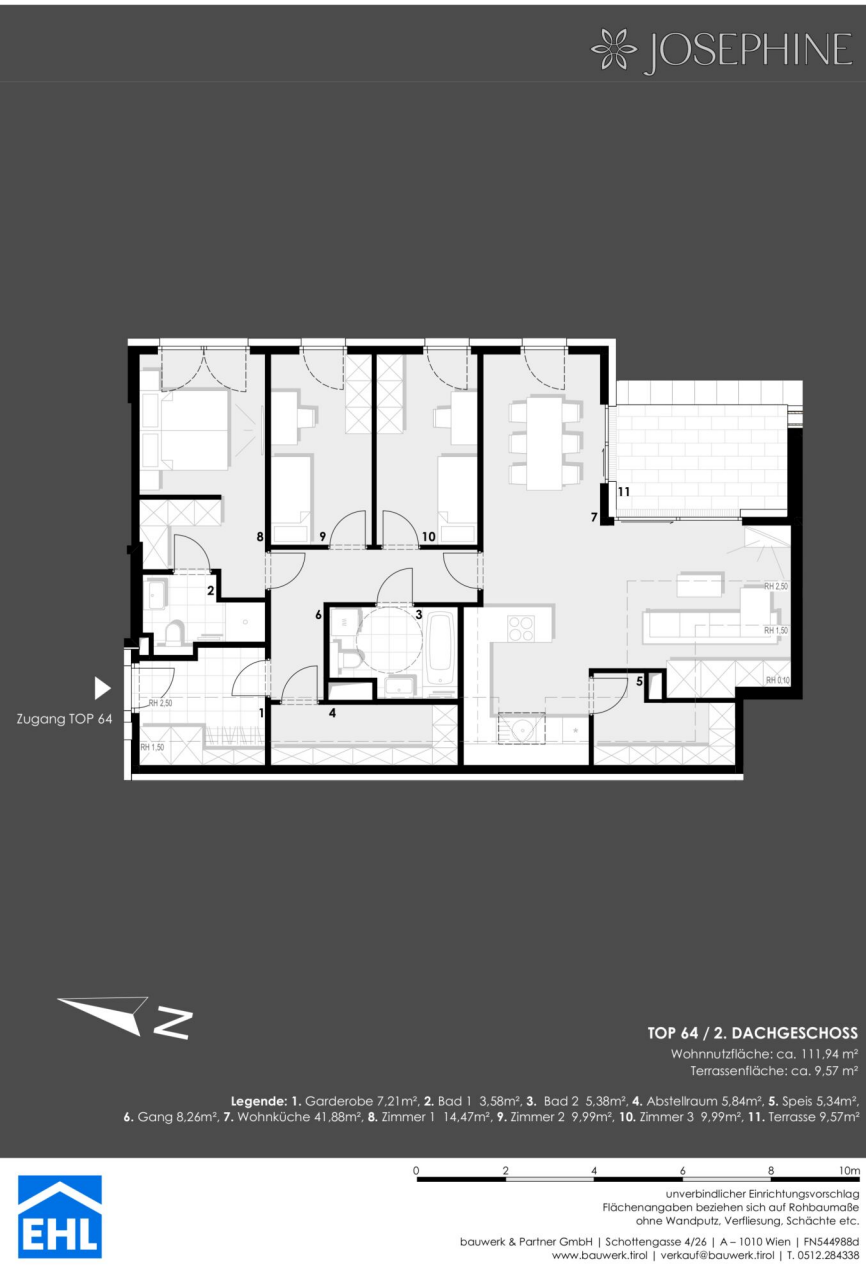 JOSEPHINE
11
7
8
9
10
2
RH 2,50
6
3
RH 1,50
5
RH 0,10
Zugang TOP 64
RH 2,50
1
4
RH 1,50
N
TOP 64 / 2. DACHGESCHOSS
Wohnnutzfläche: ca. 111,94 m²
Terrassenfläche: ca. 9,57 m²
Legende: 1. Garderobe 7,21m², 2. Bad 1 3,58m², 3. Bad 2 5,38m², 4. Abstellraum 5,84m², 5. Speis 5,34m²,
6. Gang 8,26m², 7. Wohnküche 41,88m², 8. Zimmer 1 14,47m², 9. Zimmer 2 9,99m², 10. Zimmer 3 9,99m², 11. Terrasse 9,57m²
0 2 4 6 8 10m
unverbindlicher Einrichtungsvorschlag
Flächenangaben beziehen sich auf Rohbaumaße
ohne Wandputz, Verfliesung, Schächte etc.
EHL
bauwerk & Partner GmbH | Schottengasse 4/26 | A – 1010 Wien | FN544988d
www.bauwerk.tirol | verkauf@bauwerk.tirol | T. 0512.284338